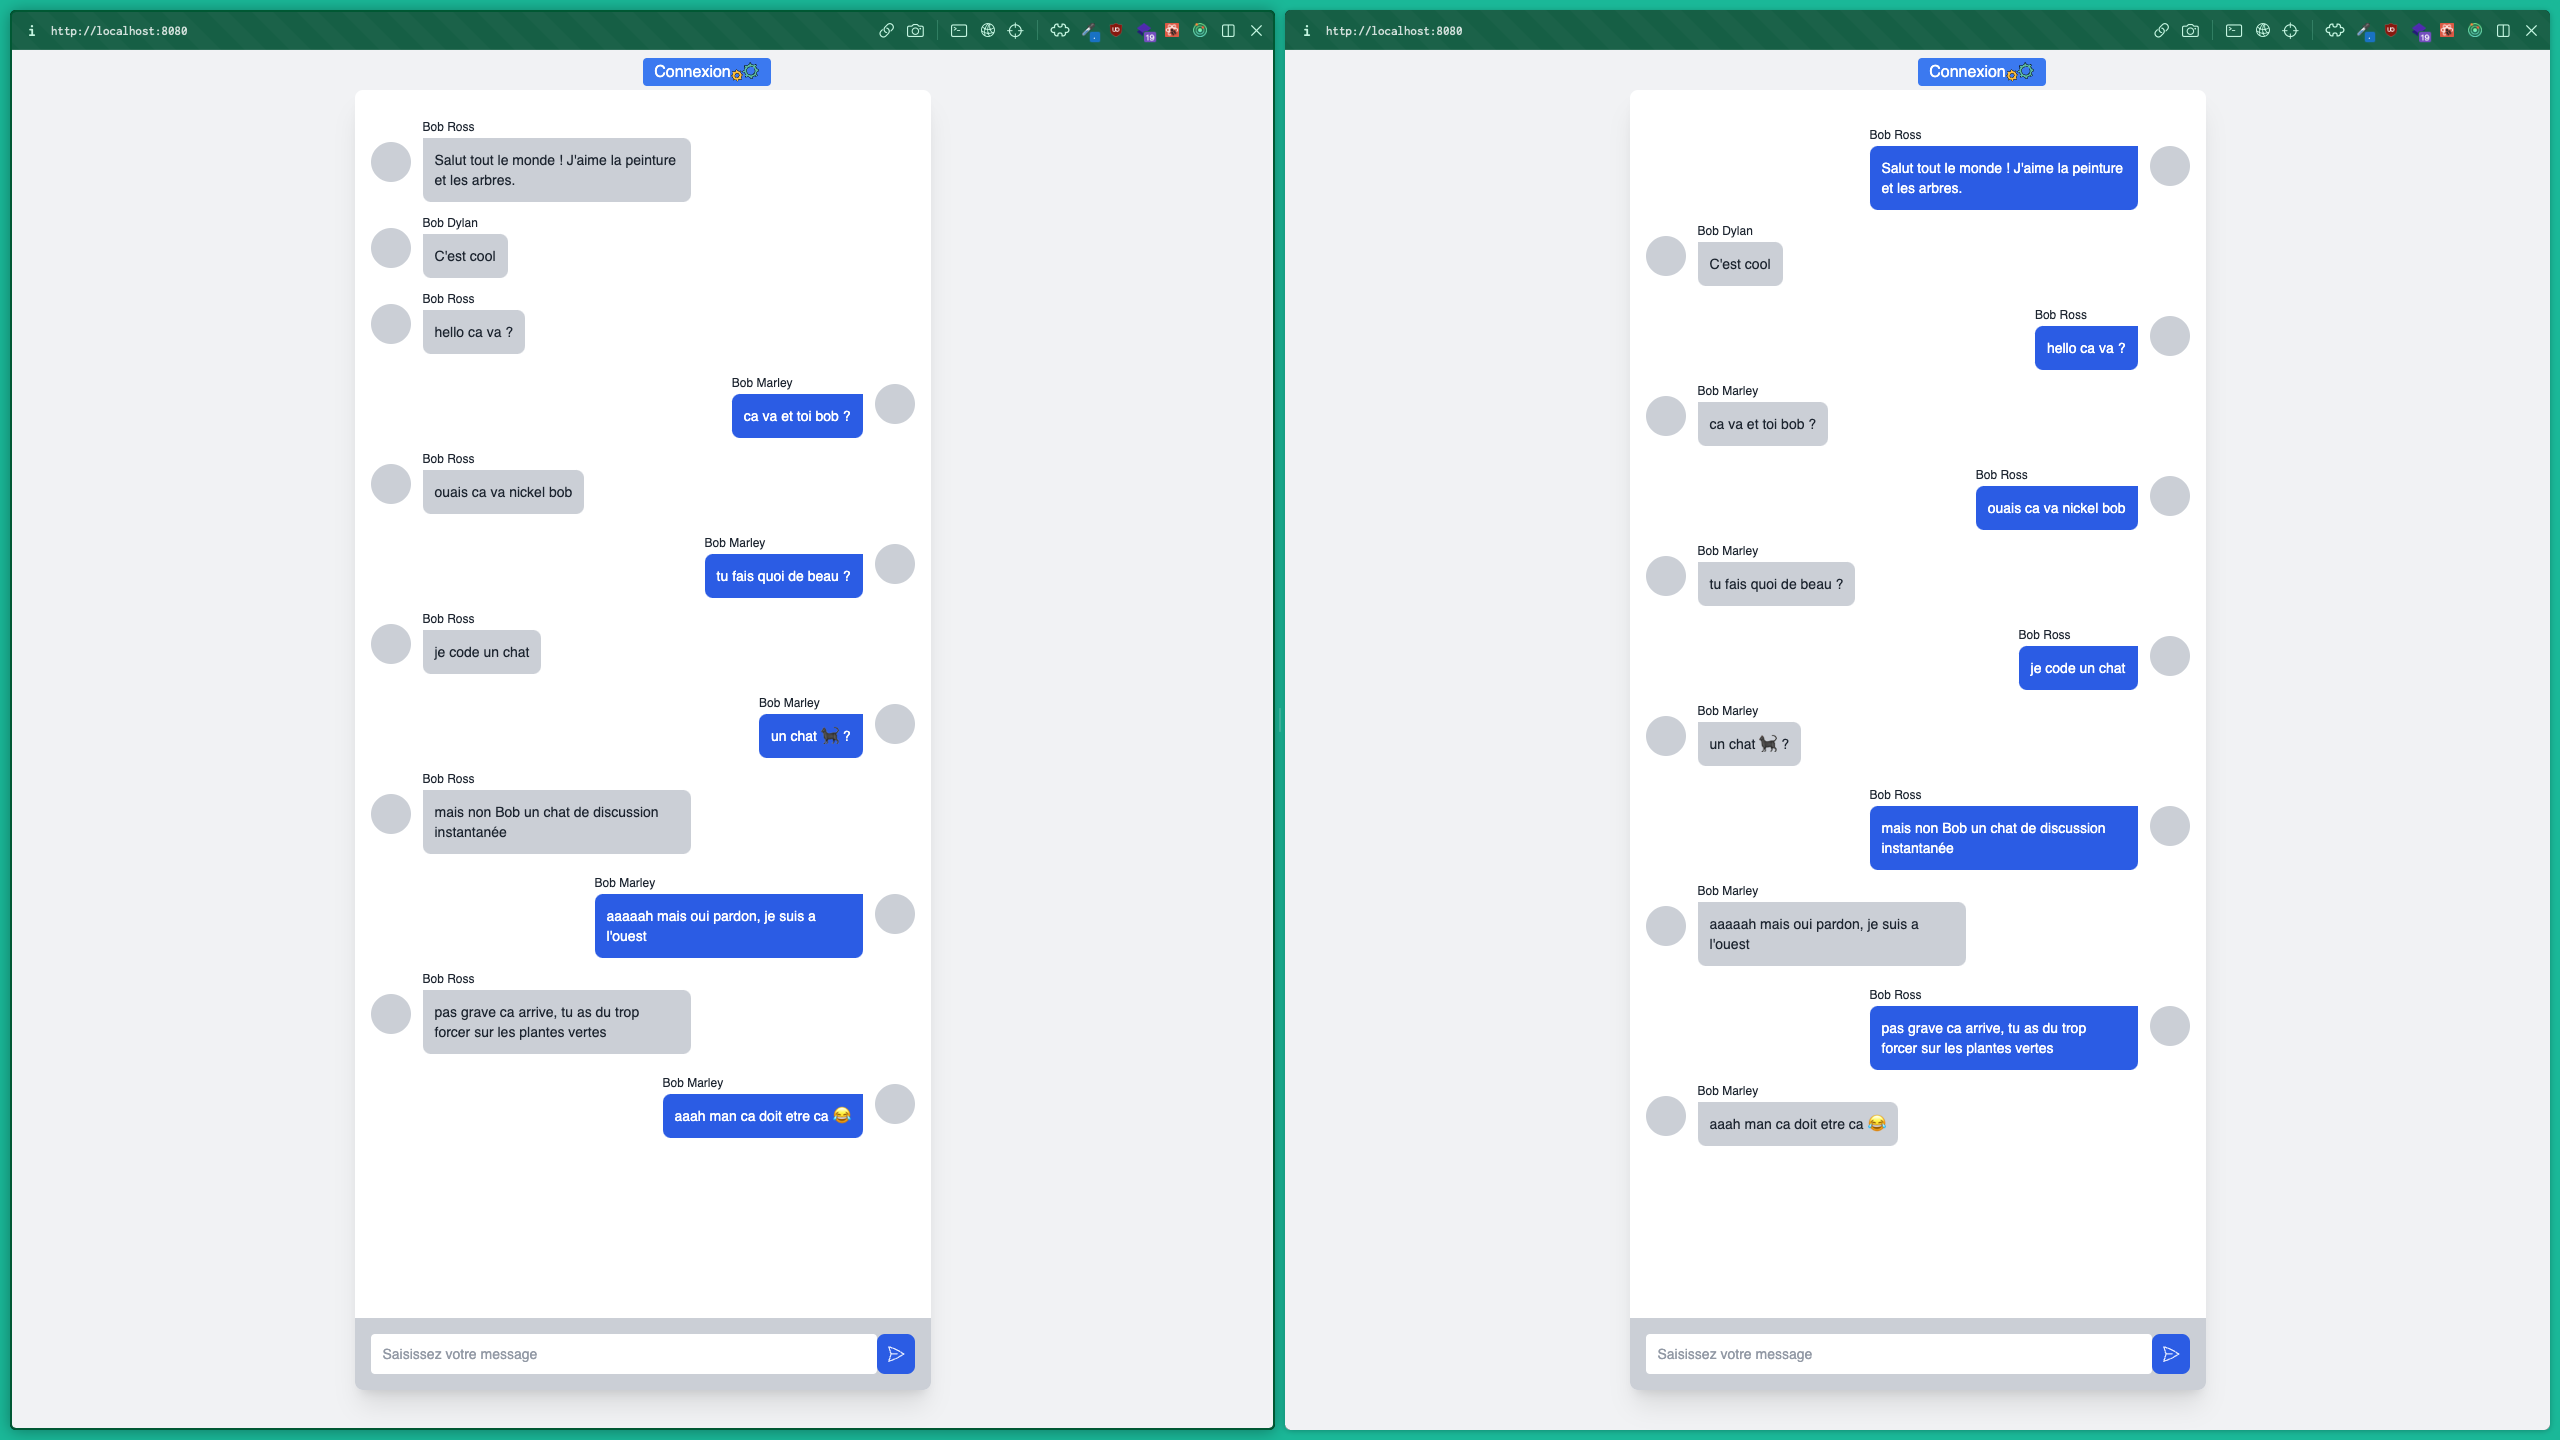 i http://localhost:8080
19
Connexion
Bob Ross
Salut tout le monde ! J'aime la peinture
et les arbres.
Bob Dylan
C'est cool
Bob Ross
hello ca va ?
Bob Marley
ca va et toi bob ?
Bob Ross
ouais ca va nickel bob
Bob Marley
tu fais quoi de beau ?
Bob Ross
je code un chat
Bob Marley
un chat 🐈‍⬛ ?
Bob Ross
mais non Bob un chat de discussion
instantanée
Bob Marley
aaaaah mais oui pardon, je suis a
l'ouest
Bob Ross
pas grave ca arrive, tu as du trop
forcer sur les plantes vertes
Bob Marley
aaah man ca doit etre ca 😂
Saisissez votre message
i http://localhost:8080
19
Connexion
Bob Ross
Salut tout le monde ! J'aime la peinture
et les arbres.
Bob Dylan
C'est cool
Bob Ross
hello ca va ?
Bob Marley
ca va et toi bob ?
Bob Ross
ouais ca va nickel bob
Bob Marley
tu fais quoi de beau ?
Bob Ross
je code un chat
Bob Marley
un chat 🐈‍⬛ ?
Bob Ross
mais non Bob un chat de discussion
instantanée
Bob Marley
aaaaah mais oui pardon, je suis a
l'ouest
Bob Ross
pas grave ca arrive, tu as du trop
forcer sur les plantes vertes
Bob Marley
aaah man ca doit etre ca 😂
Saisissez votre message